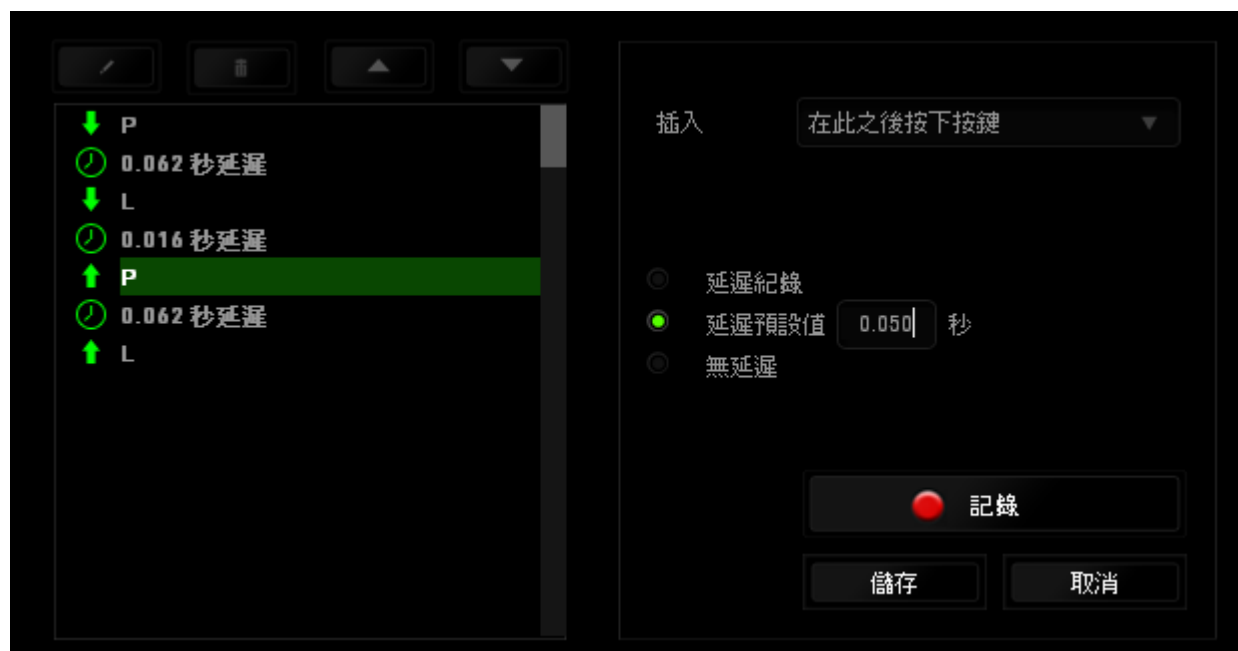 P
0.062 秒延遲
L
0.016 秒延遲
P
0.062 秒延遲
L
插入 在此之後按下按鍵
延遲紀錄
延遲預設值 0.050 秒
無延遲
記錄
儲存 取消